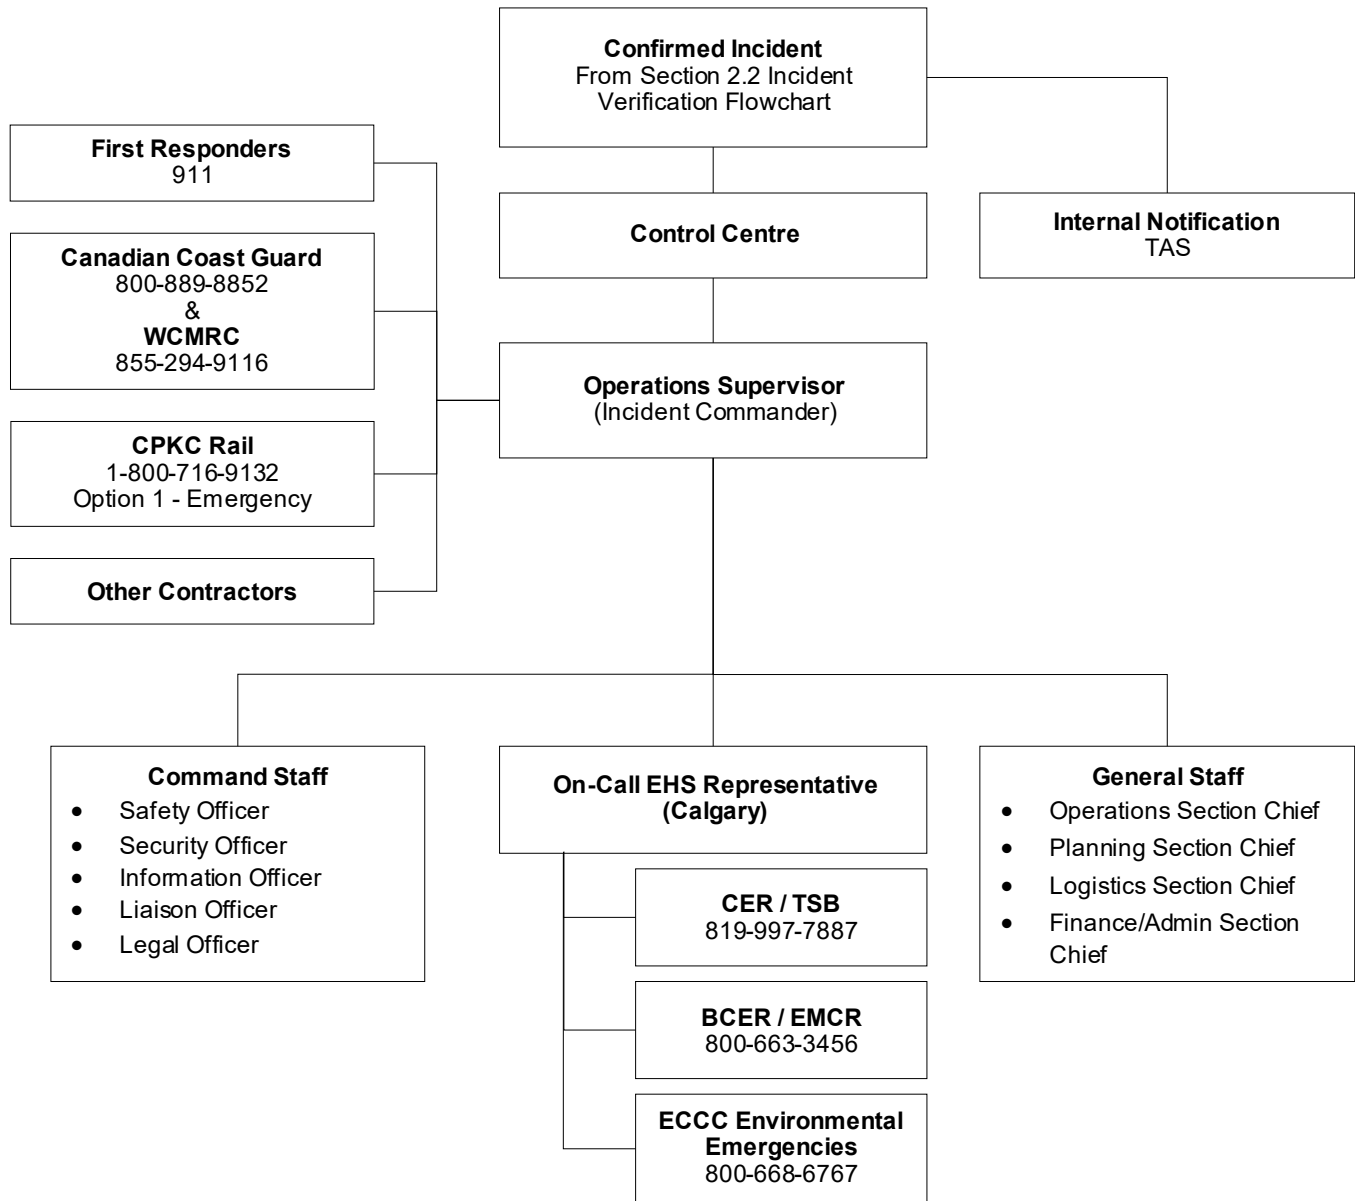 Confirmed Incident
From Section 2.2 Incident
Verification Flowchart
First Responders
911
Control Centre
Internal Notification
TAS
Canadian Coast Guard
800-889-8852
&
WCMRC
855-294-9116
Operations Supervisor
(Incident Commander)
CPKC Rail
1-800-716-9132
Option 1 - Emergency
Other Contractors
Command Staff
• Safety Officer
• Security Officer
• Information Officer
• Liaison Officer
• Legal Officer
On-Call EHS Representative
(Calgary)
CER / TSB
819-997-7887
BCER / EMCR
800-663-3456
ECCC Environmental
Emergencies
800-668-6767
General Staff
• Operations Section Chief
• Planning Section Chief
• Logistics Section Chief
• Finance/Admin Section
Chief